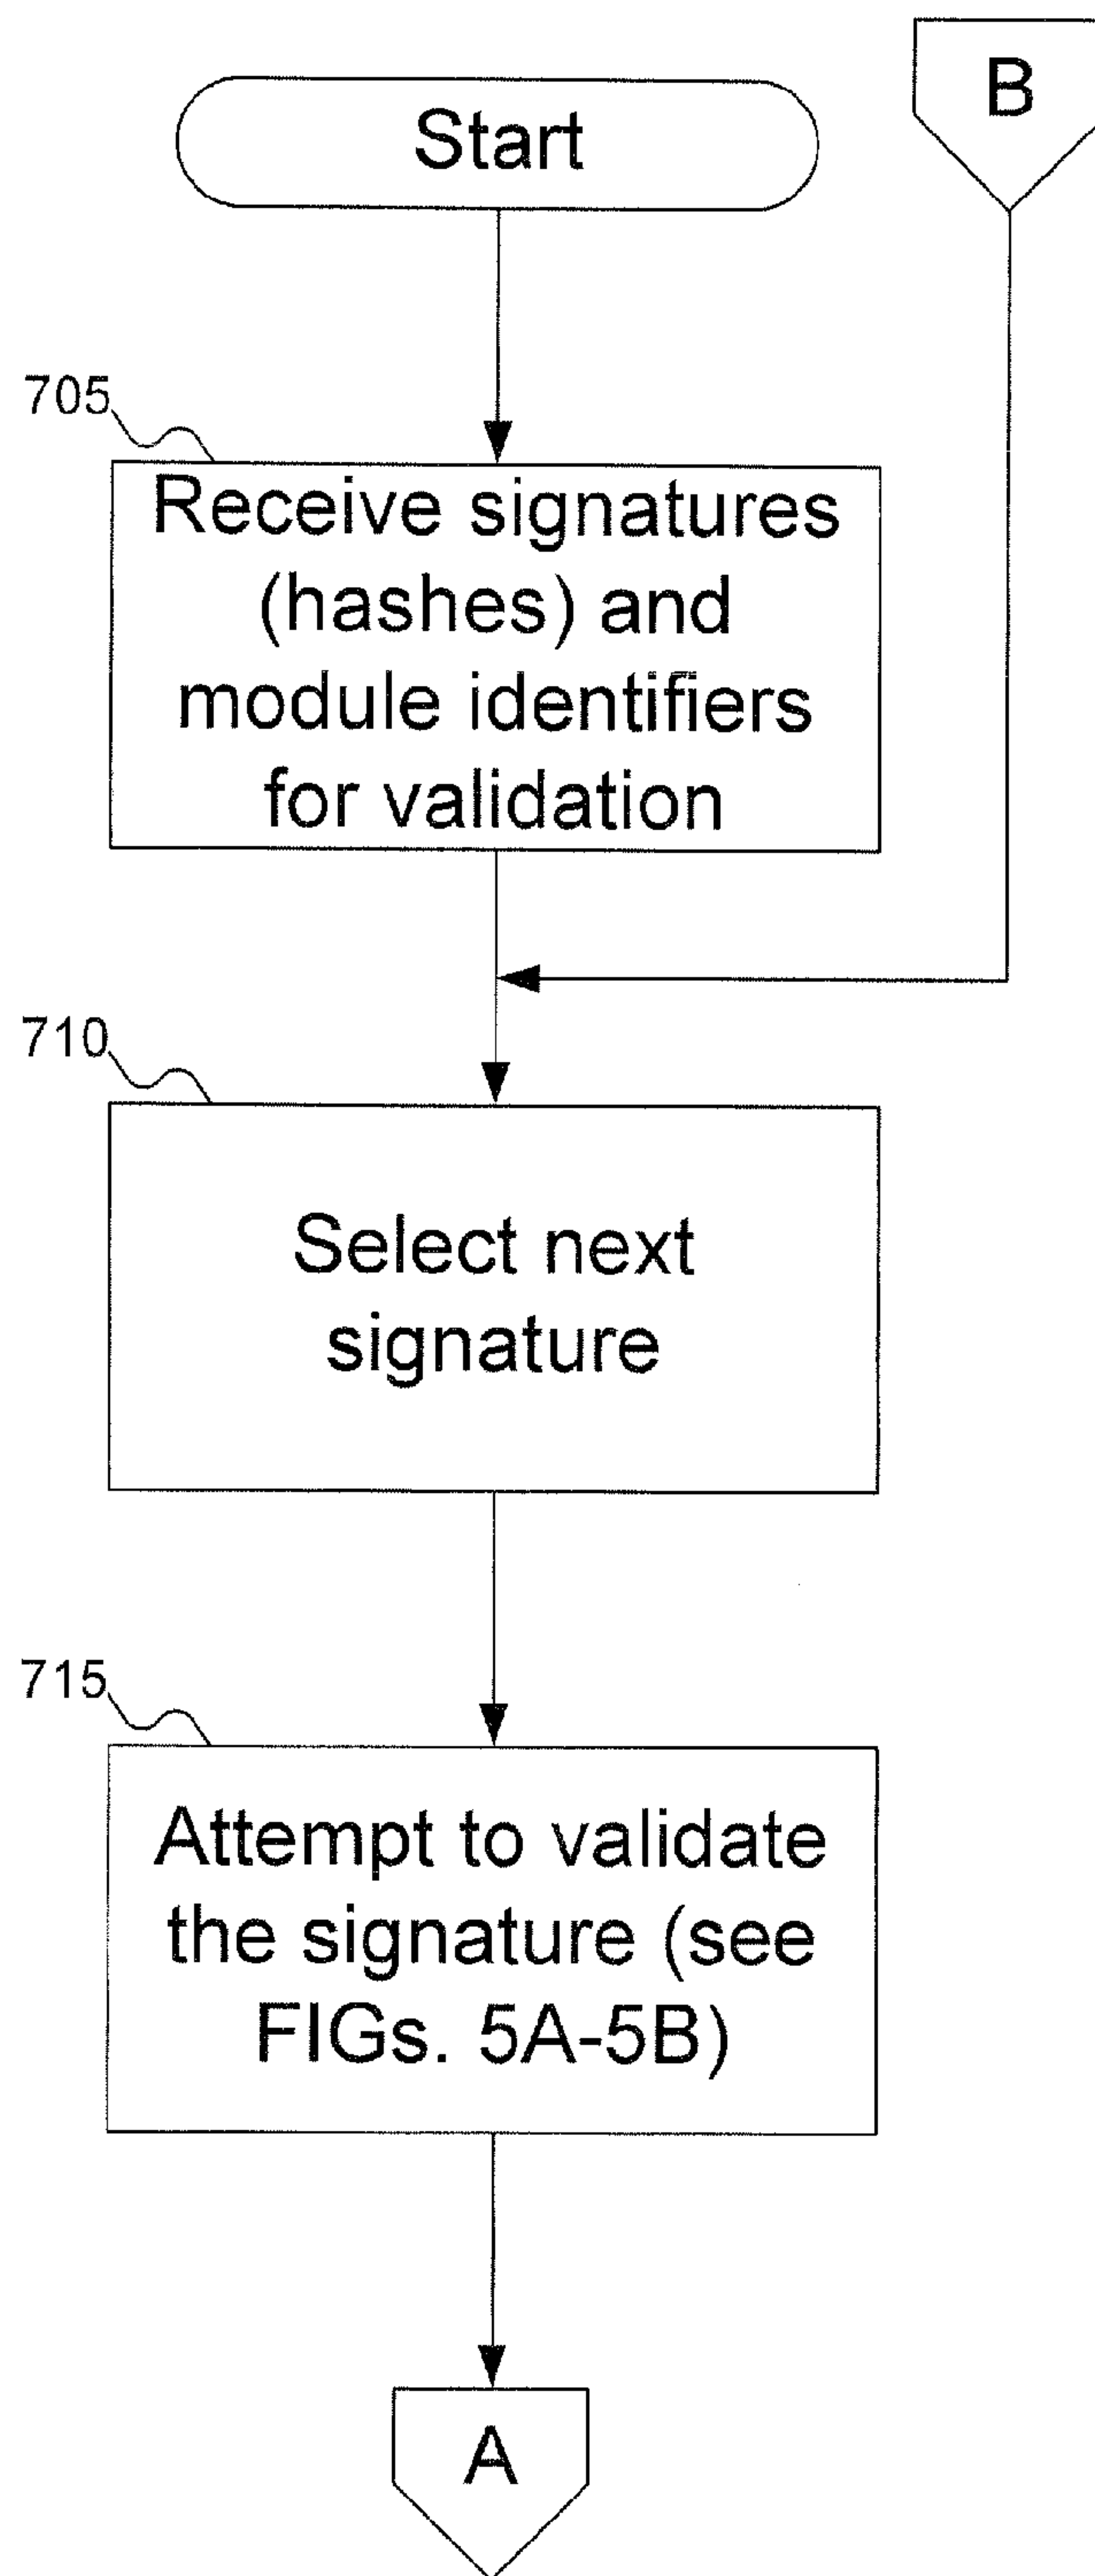 B
Start
705
Receive signatures
(hashes) and
module identifiers
for validation
710
Select next
signature
715
Attempt to validate
the signature (see
FIGs. 5A-5B)
A